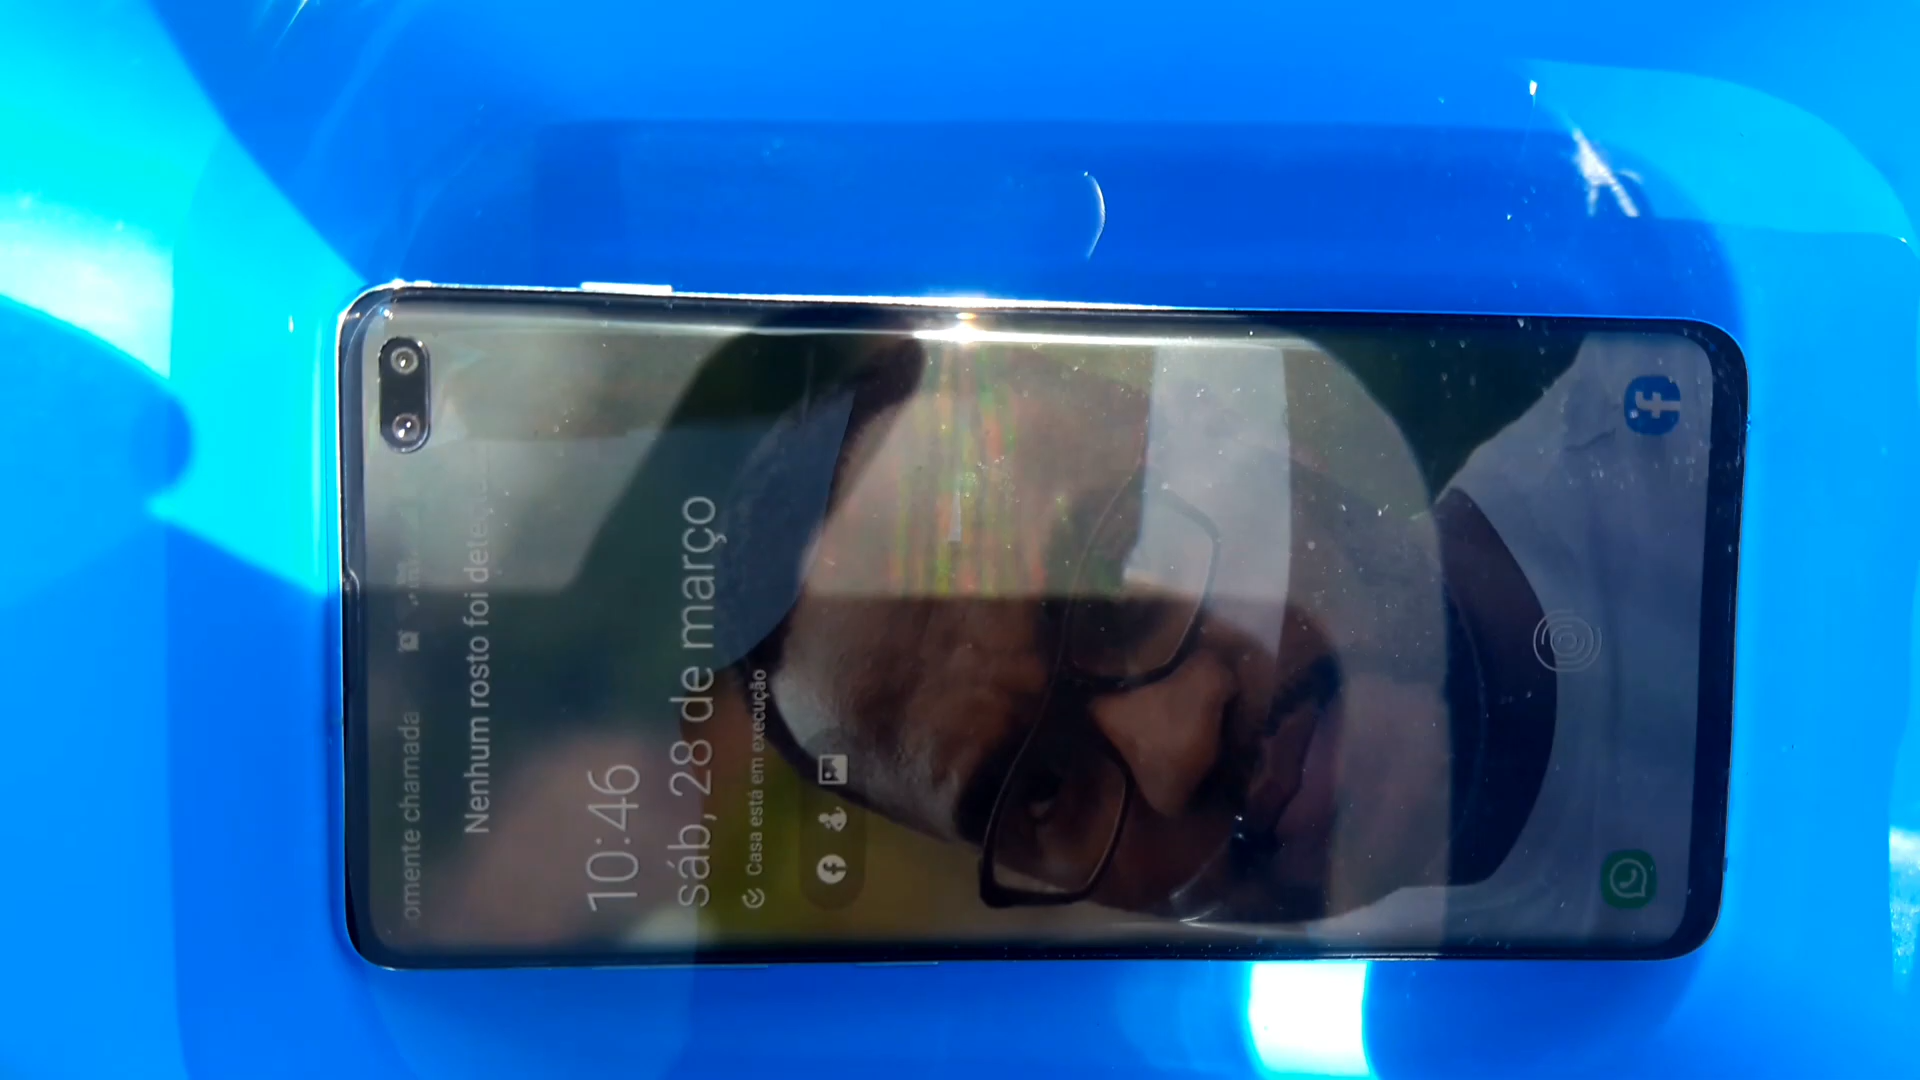 omente chamada
Nenhum rosto foi dete
10:46
sáb, 28 de março
Casa está em execução